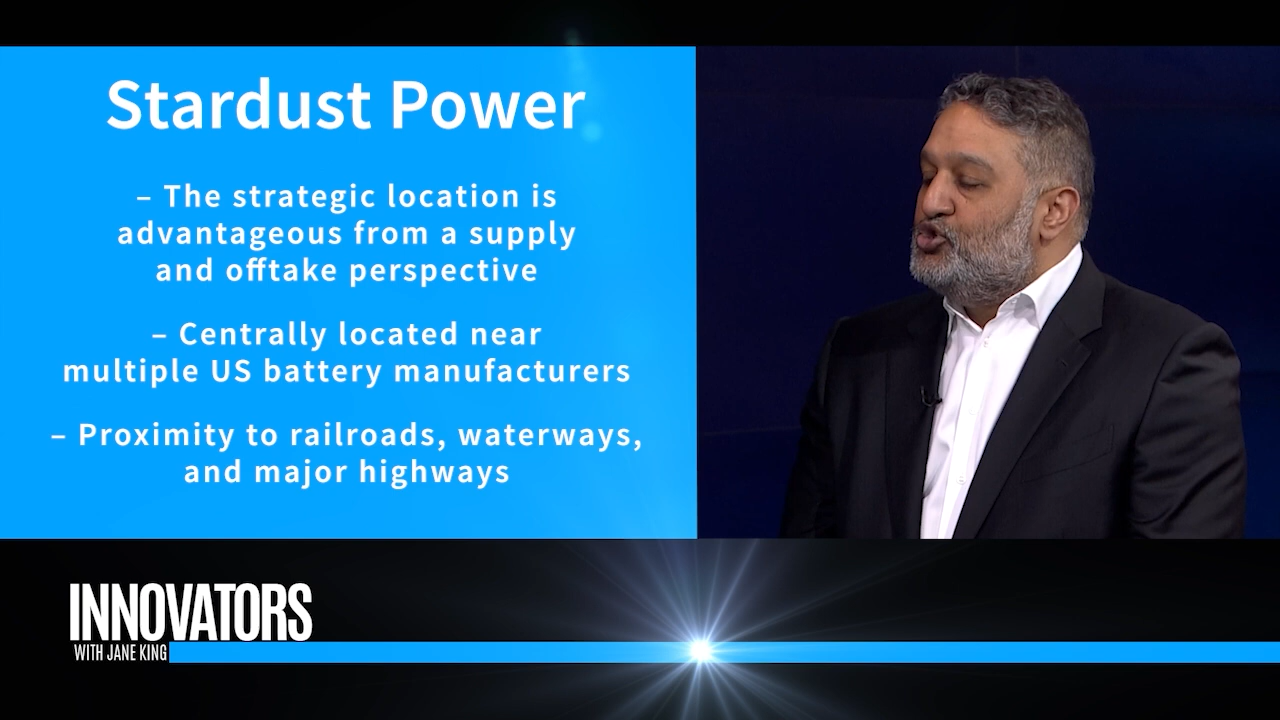 Stardust Power
– The strategic location is
advantageous from a supply
and offtake perspective
– Centrally located near
multiple US battery manufacturers
– Proximity to railroads, waterways,
and major highways
INNOVATORS
WITH JANE KING